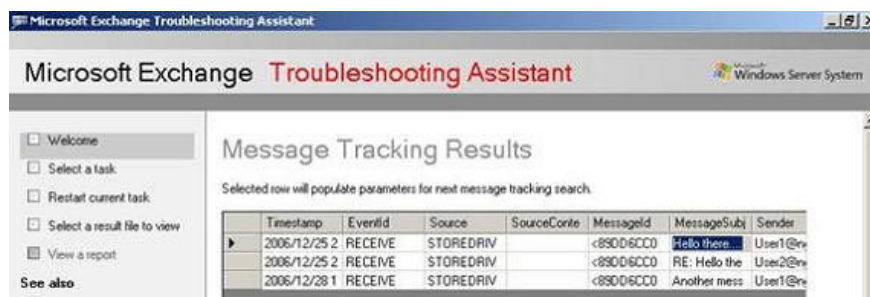 Microsoft Exchange Troubleshooting Assistant
Microsoft Exchange Troubleshooting Assistant
Microsoft
Windows Server System
Welcome
Select a task
Restart current task
Select a result file to view
View a report
See also
Message Tracking Results
Selected row will populate parameters for next message tracking search.
Timestamp EventId Source SourceConte MessageId MessageSubj Sender
2006/12/25 2 RECEIVE STOREDRIV <89DD6CC0 Hello there.... User1@n
2006/12/25 2 RECEIVE STOREDRIV <89DD6CC0 RE: Hello the User2@n
2006/12/28 1 RECEIVE STOREDRIV <89DD6CC0 Another mess User1@n